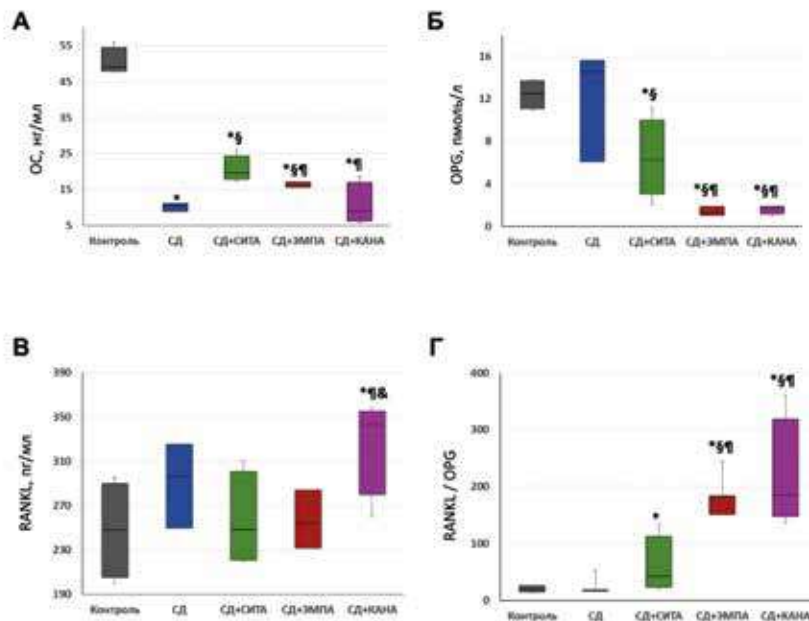 А
ОС, нг/мл
55
45
35
25
15
5
*
*§
*§¶
*¶
Контроль СД СД+СИТА СД+ЭМПА СД+КАНА
Б
OPG, пмоль/л
16
12
8
4
0
*§
*§¶
*§¶
Контроль СД СД+СИТА СД+ЭМПА СД+КАНА
В
RANKL, пг/мл
390
350
310
270
230
190
*¶&
Контроль СД СД+СИТА СД+ЭМПА СД+КАНА
Г
RANKL / OPG
400
300
200
100
0
*
*§¶
*§¶
Контроль СД СД+СИТА СД+ЭМПА СД+КАНА